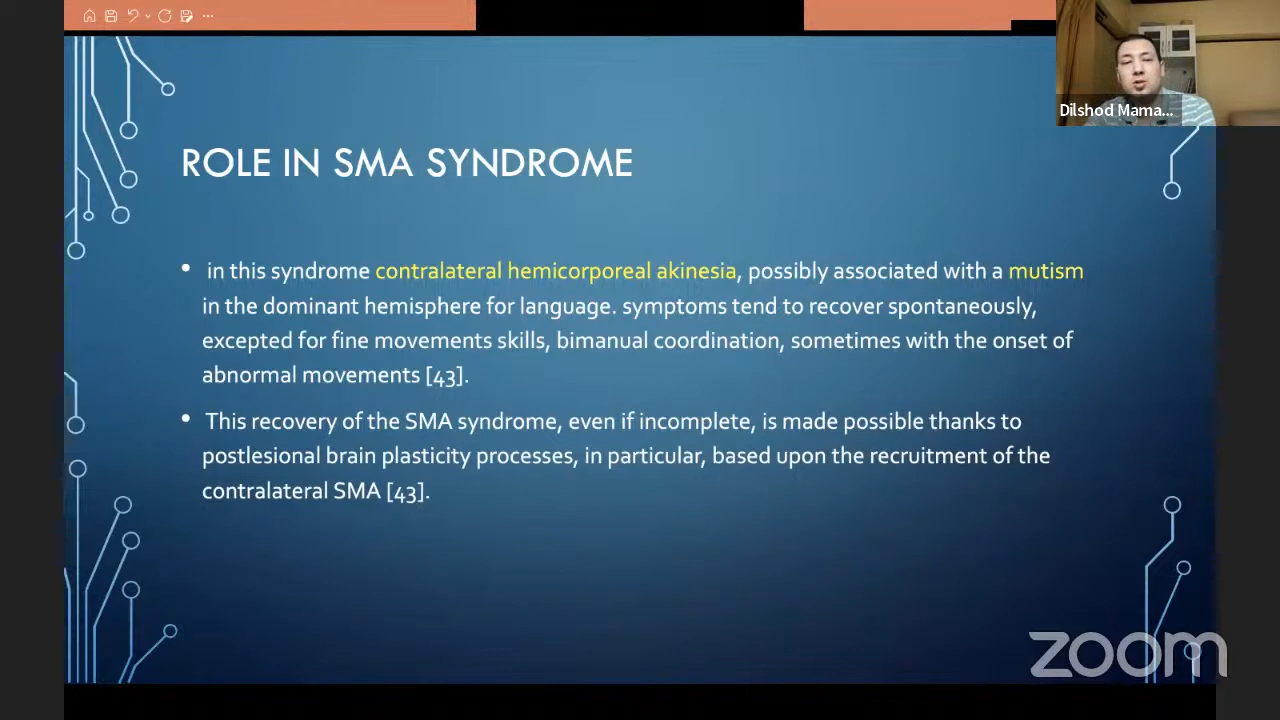 Dilshod Mama...
ROLE IN SMA SYNDROME
• in this syndrome contralateral hemicorporeal akinesia, possibly associated with a mutism
in the dominant hemisphere for language. symptoms tend to recover spontaneously,
excepted for fine movements skills, bimanual coordination, sometimes with the onset of
abnormal movements [43].
• This recovery of the SMA syndrome, even if incomplete, is made possible thanks to
postlesional brain plasticity processes, in particular, based upon the recruitment of the
contralateral SMA [43].
zoom